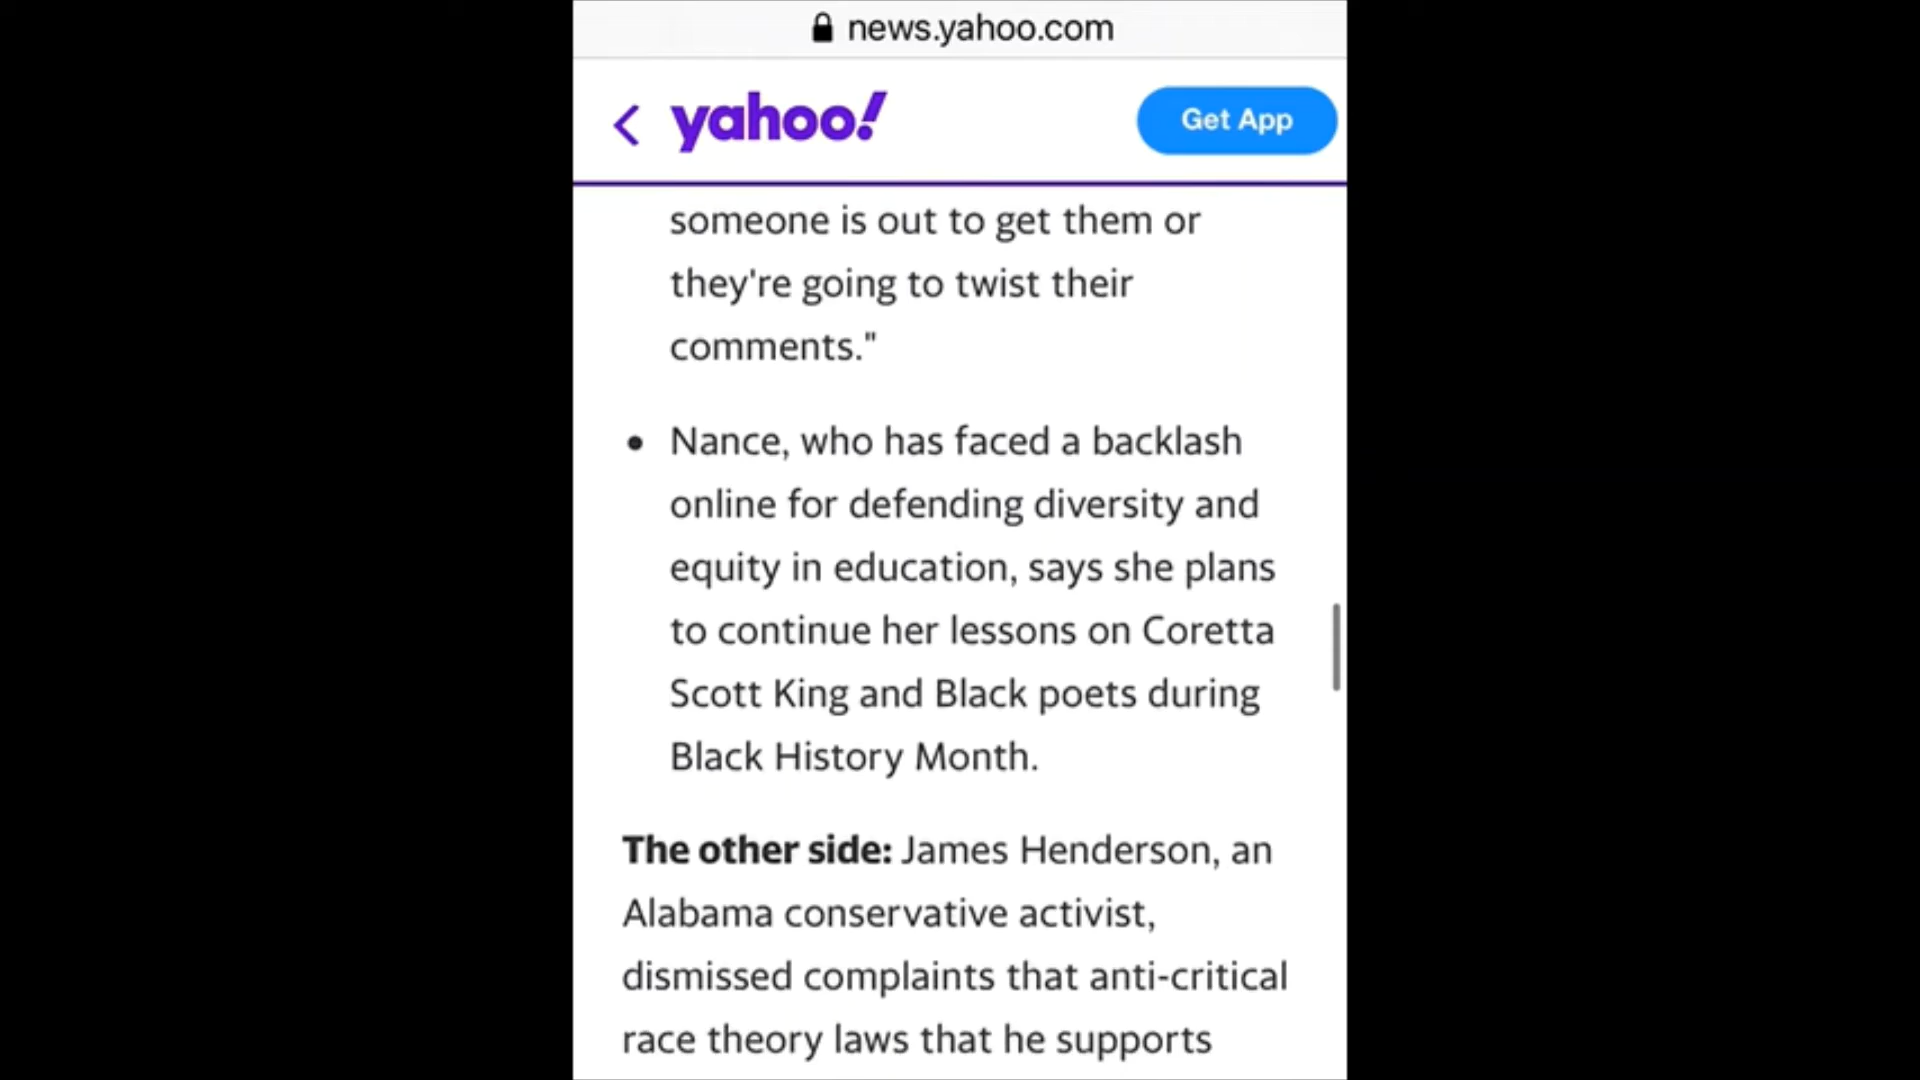 news.yahoo.com
yahoo!
Get App
someone is out to get them or
they're going to twist their
comments."
• Nance, who has faced a backlash
online for defending diversity and
equity in education, says she plans
to continue her lessons on Coretta
Scott King and Black poets during
Black History Month.
The other side: James Henderson, an
Alabama conservative activist,
dismissed complaints that anti-critical
race theory laws that he supports